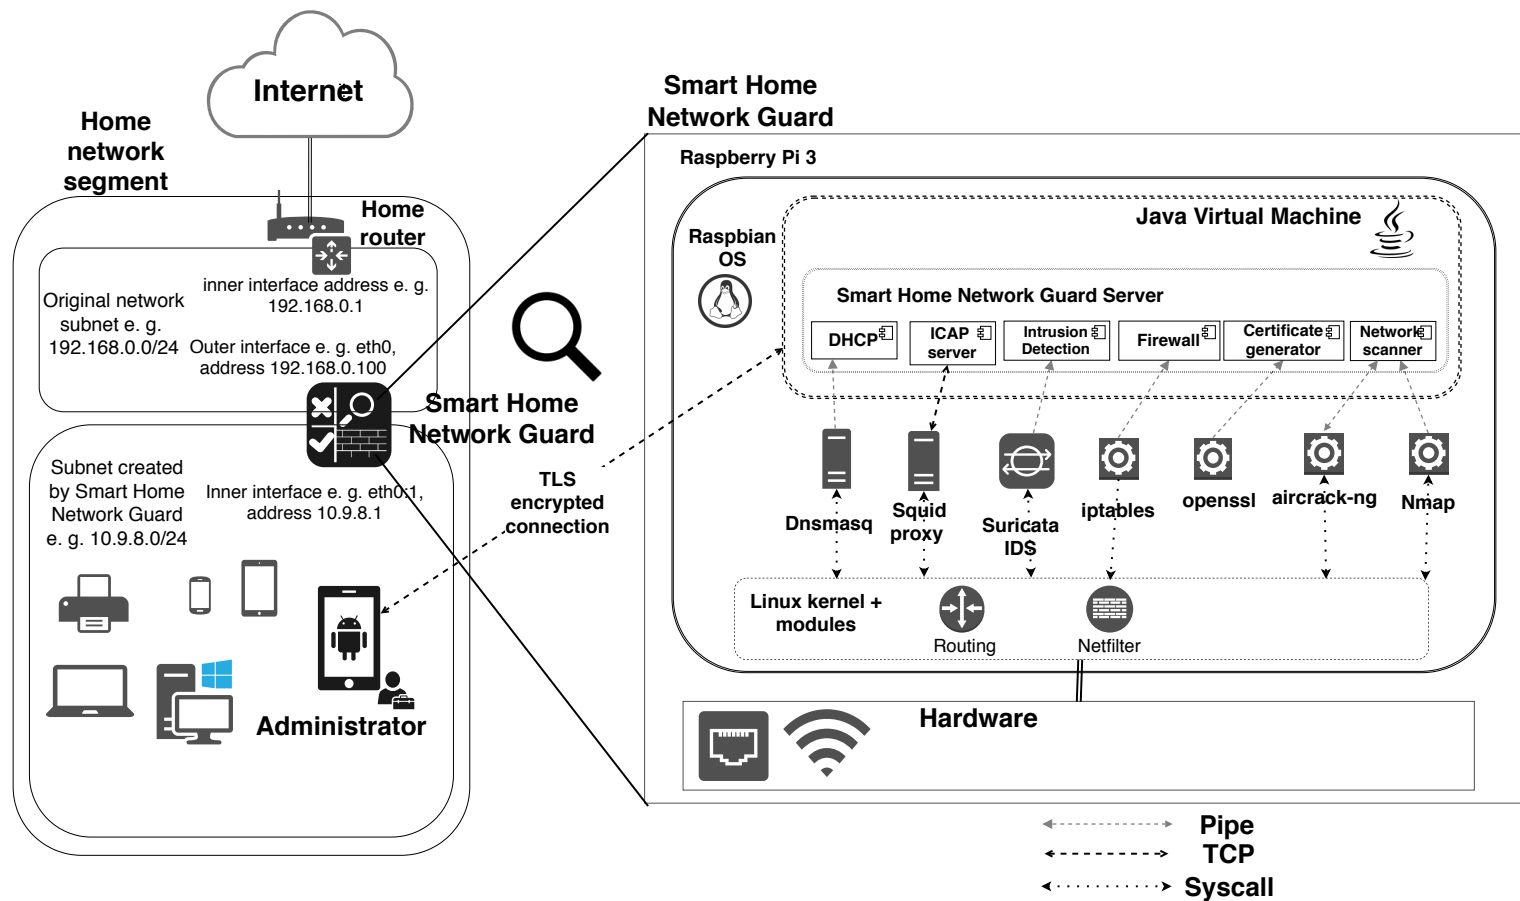 Internet
Home
network
segment
Home
router
inner interface address e. g.
192.168.0.1
Original network
subnet e. g.
192.168.0.0/24
Outer interface e. g. eth0,
address 192.168.0.100
Smart Home
Network Guard
Subnet created
by Smart Home
Network Guard
e. g. 10.9.8.0/24
Inner interface e. g. eth0:1,
address 10.9.8.1
Administrator
TLS
encrypted
connection
Smart Home
Network Guard
Raspberry Pi 3
Raspbian
OS
Java Virtual Machine
Smart Home Network Guard Server
DHCP
ICAP
server
Intrusion
Detection
Firewall
Certificate
generator
Network
scanner
Dnsmasq
Squid
proxy
Suricata
IDS
iptables
openssl
aircrack-ng
Nmap
Linux kernel +
modules
Routing
Netfilter
Hardware
Pipe
TCP
Syscall